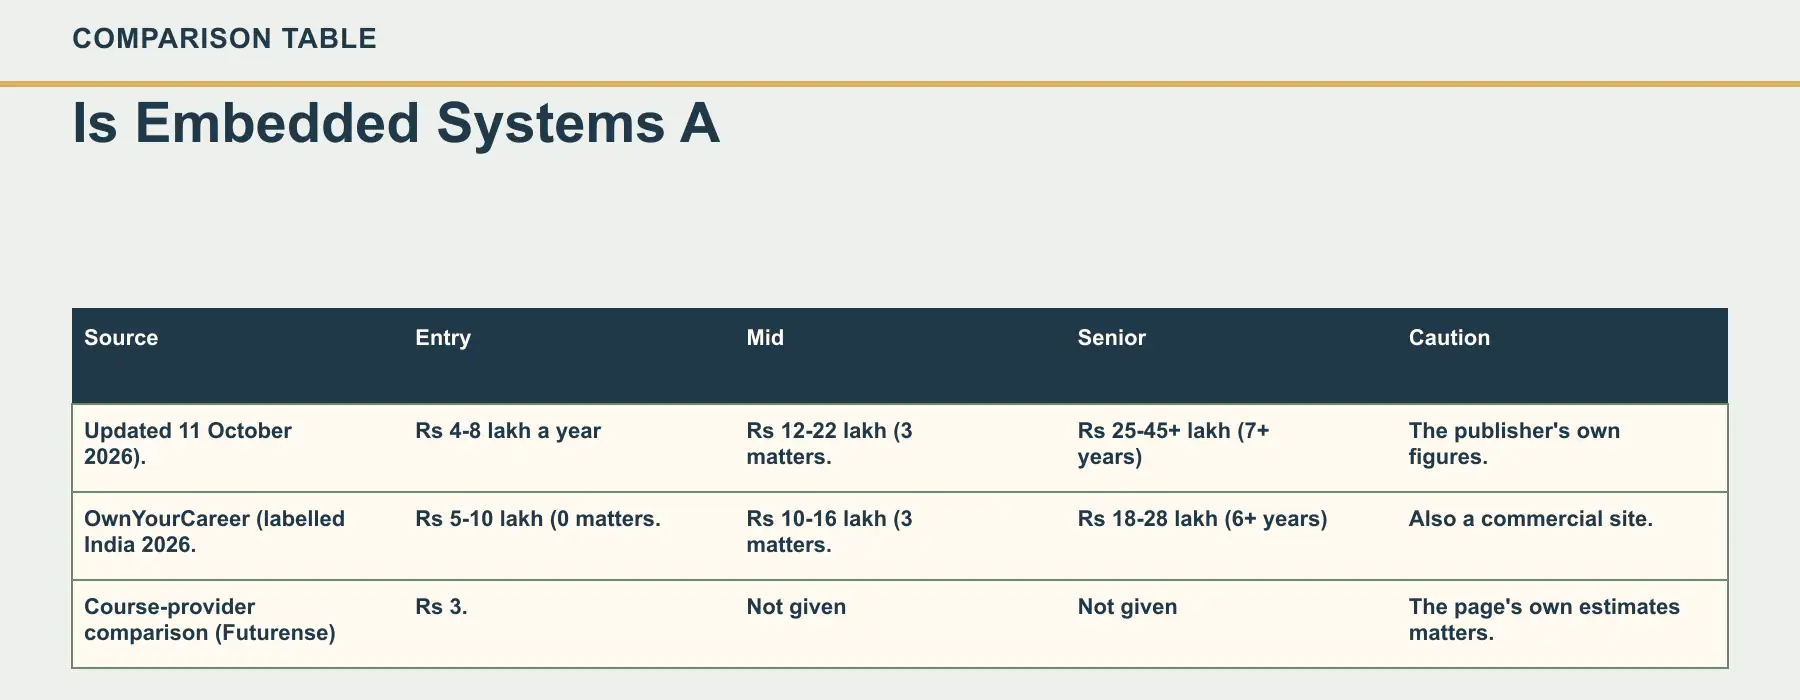 COMPARISON TABLE
Is Embedded Systems A
Source Entry Mid Senior Caution
Updated 11 October Rs 4-8 lakh a year Rs 12-22 lakh (3 Rs 25-45+ lakh (7+ The publisher's own
2026). matters. years) figures.
OwnYourCareer (labelled Rs 5-10 lakh (0 matters. Rs 10-16 lakh (3 Rs 18-28 lakh (6+ years) Also a commercial site.
India 2026. matters.
Course-provider Rs 3. Not given Not given The page's own estimates
comparison (Futurense) matters.